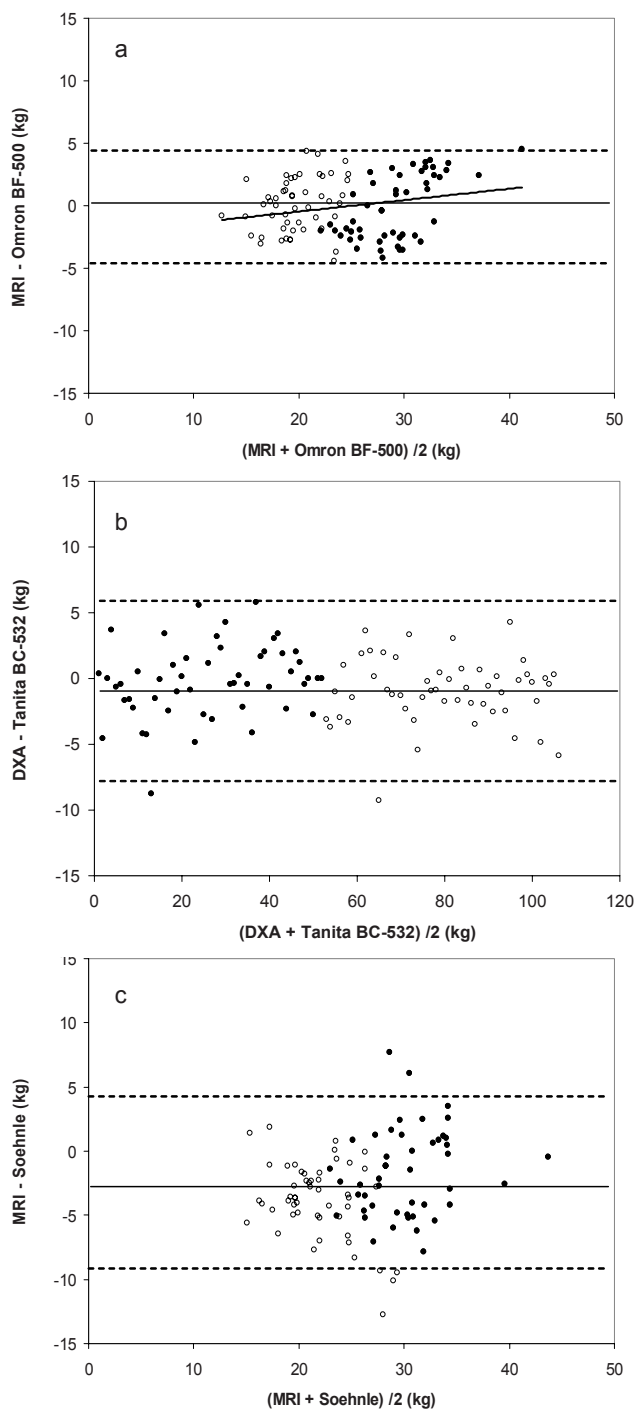 a
15
10
5
0
-5
-10
-15
MRI - Omron BF-500 (kg)
0 10 20 30 40 50
(MRI + Omron BF-500) /2 (kg)
b
15
10
5
0
-5
-10
-15
DXA - Tanita BC-532 (kg)
0 20 40 60 80 100 120
(DXA + Tanita BC-532) /2 (kg)
c
15
10
5
0
-5
-10
-15
MRI - Soehnle (kg)
0 10 20 30 40 50
(MRI + Soehnle) /2 (kg)